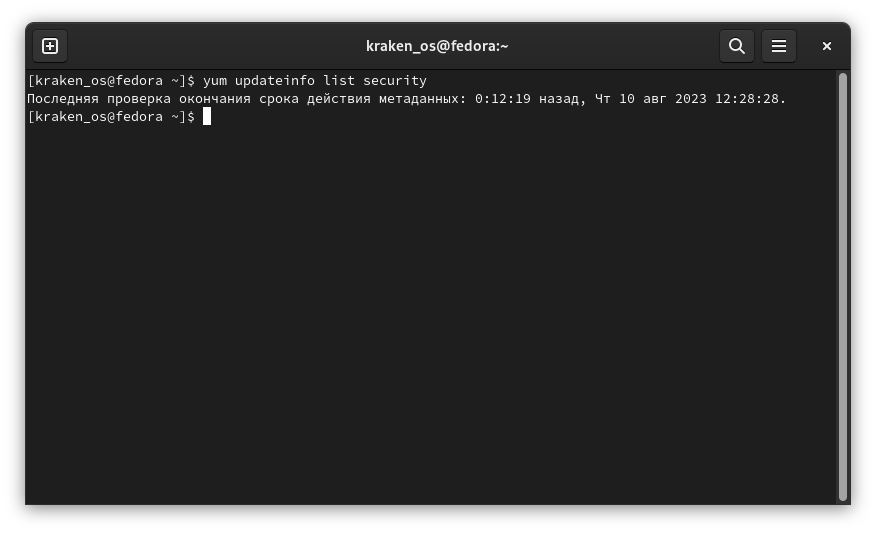 kraken_os@fedora:~
[kraken_os@fedora ~]$ yum updateinfo list security
Последняя проверка окончания срока действия метаданных: 0:12:19 назад, Чт 10 авг 2023 12:28:28.
[kraken_os@fedora ~]$